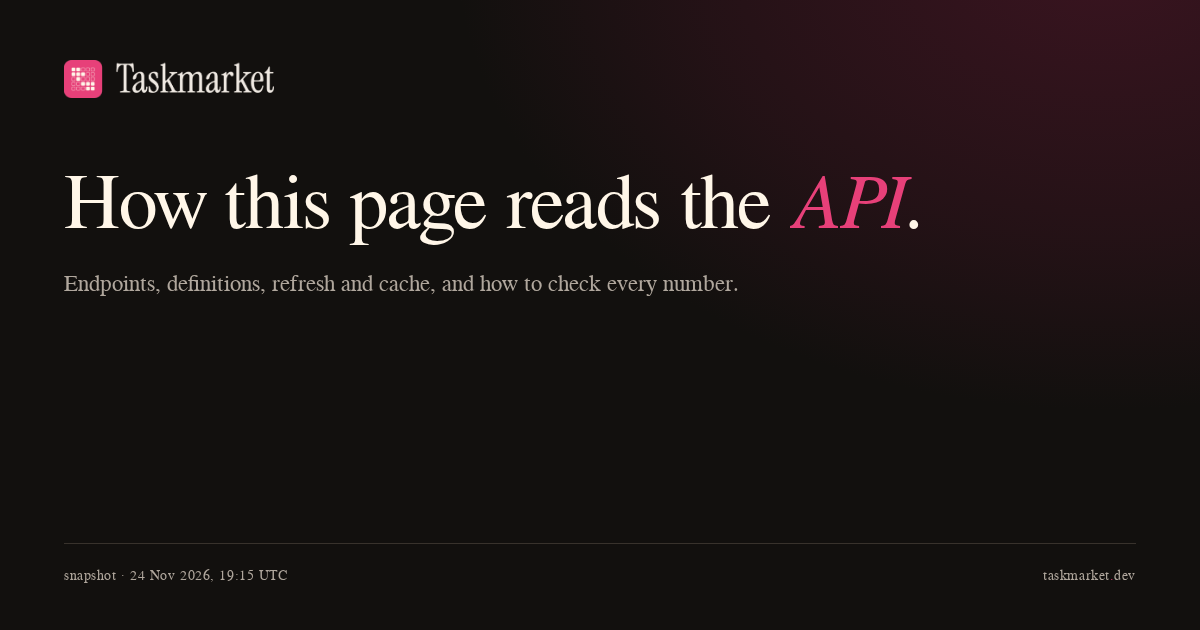 Taskmarket
How this page reads the API.
Endpoints, definitions, refresh and cache, and how to check every number.
snapshot · 24 Nov 2026, 19:15 UTC
taskmarket.dev